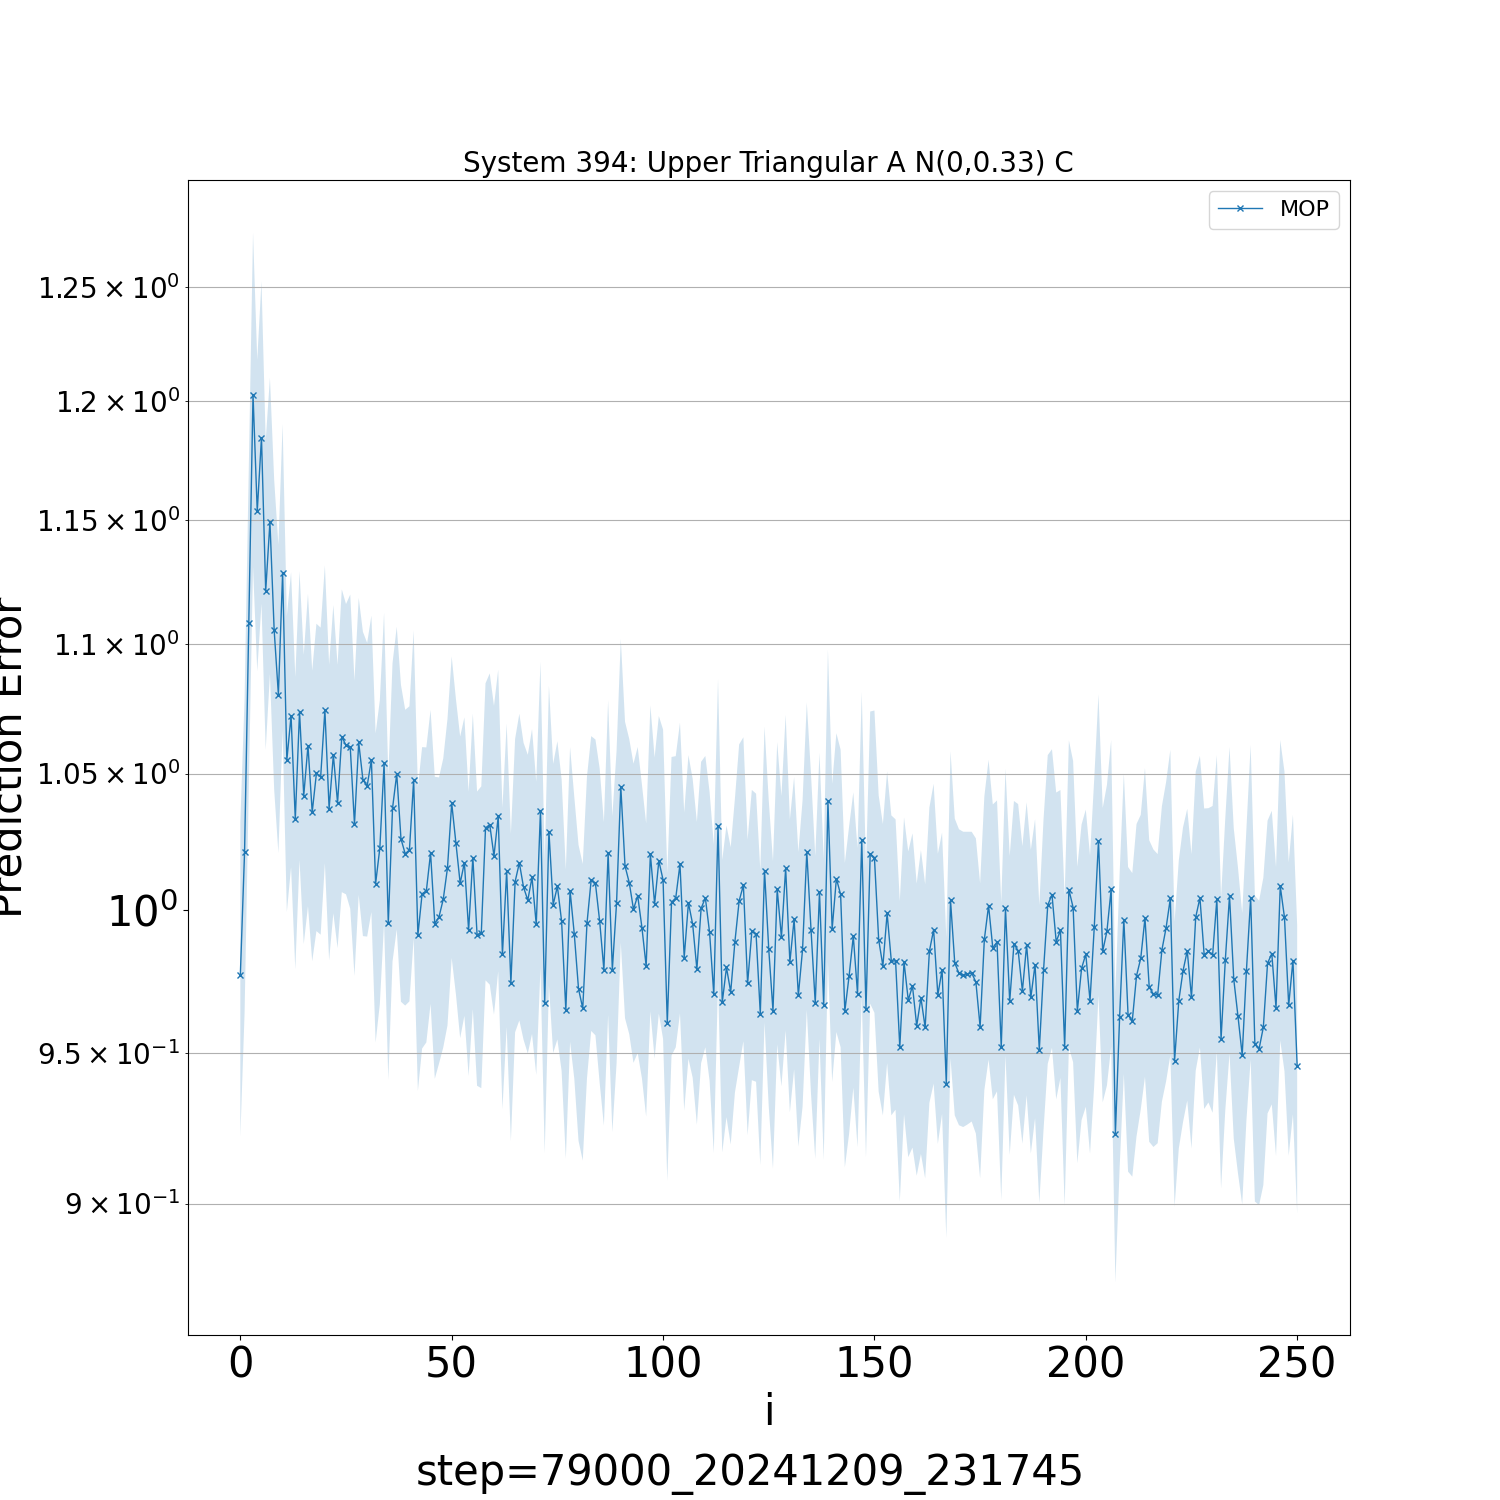 System 394: Upper Triangular A N(0,0.33) C
MOP
1.25 × 10⁰
1.2 × 10⁰
1.15 × 10⁰
1.1 × 10⁰
1.05 × 10⁰
10⁰
9.5 × 10⁻¹
9 × 10⁻¹
Prediction Error
0 50 100 150 200 250
i
step=79000_20241209_231745